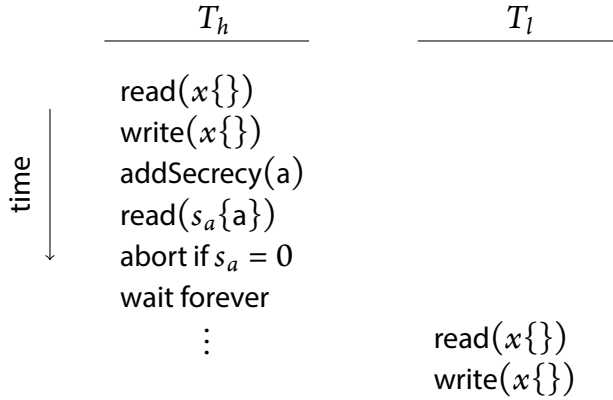 T_h T_l
read(x{})
write(x{})
addSecrecy(a)
read(s_a{a})
abort if s_a = 0
wait forever
⋮ read(x{})
write(x{})
time